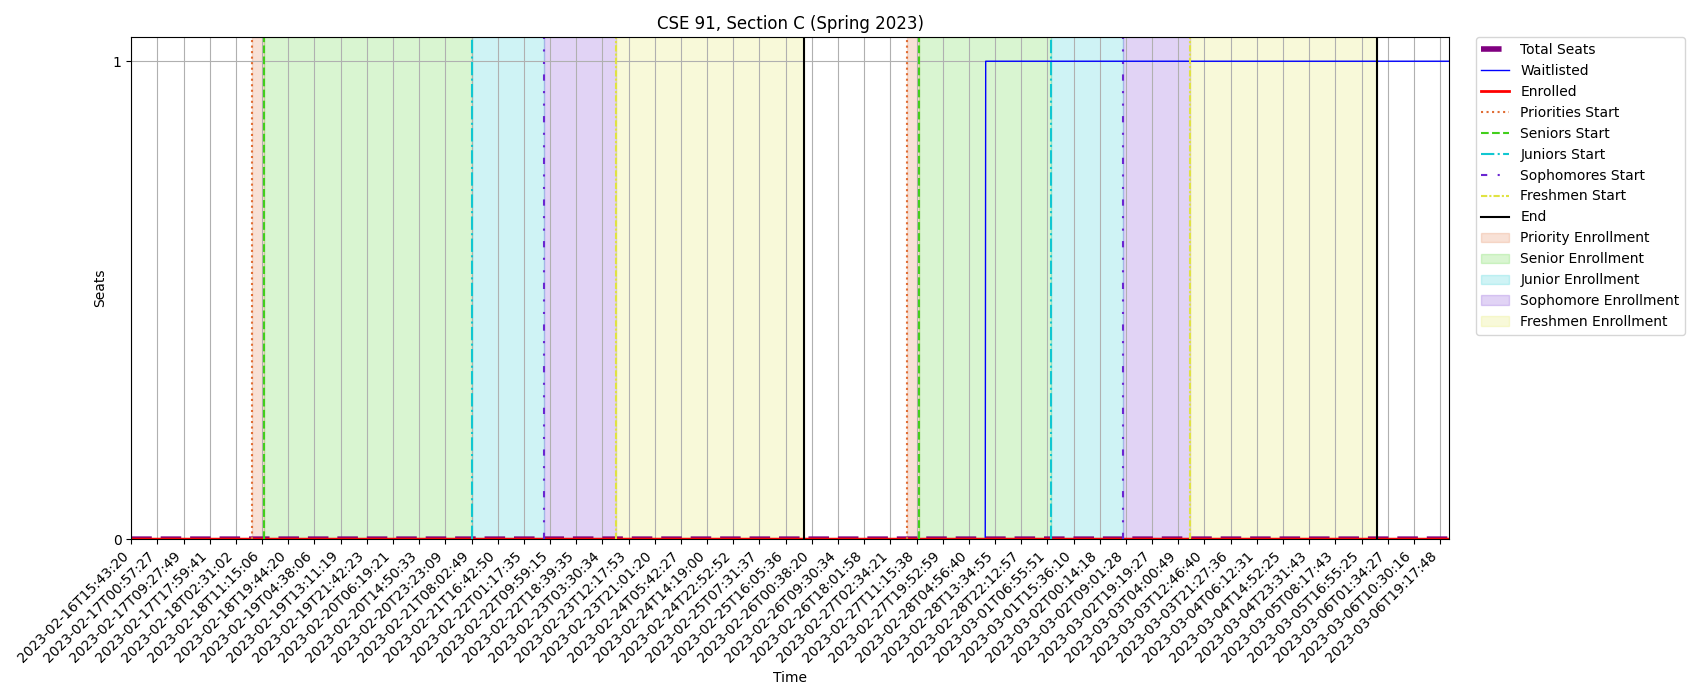 CSE 91, Section C (Spring 2023)
Seats
1
0
2023-02-16T15:43:20
2023-02-17T00:57:27
2023-02-17T09:27:49
2023-02-17T17:59:41
2023-02-18T02:31:02
2023-02-18T11:15:06
2023-02-18T19:44:20
2023-02-19T04:38:06
2023-02-19T13:11:19
2023-02-19T21:42:23
2023-02-20T06:19:21
2023-02-20T14:50:33
2023-02-20T23:23:09
2023-02-21T08:02:49
2023-02-21T16:42:50
2023-02-22T01:17:35
2023-02-22T09:59:15
2023-02-22T18:39:35
2023-02-23T03:30:34
2023-02-23T12:17:53
2023-02-23T21:01:20
2023-02-24T05:42:27
2023-02-24T14:19:00
2023-02-24T22:52:52
2023-02-25T07:31:37
2023-02-25T16:05:36
2023-02-26T00:38:20
2023-02-26T09:30:34
2023-02-26T18:01:58
2023-02-27T02:34:21
2023-02-27T11:15:38
2023-02-27T19:52:59
2023-02-28T04:56:40
2023-02-28T13:34:55
2023-02-28T22:12:57
2023-03-01T06:55:51
2023-03-01T15:36:10
2023-03-02T00:14:18
2023-03-02T09:01:28
2023-03-02T19:19:27
2023-03-03T04:00:49
2023-03-03T12:46:40
2023-03-03T21:27:36
2023-03-04T06:12:31
2023-03-04T14:52:25
2023-03-04T23:31:43
2023-03-05T08:17:43
2023-03-05T16:55:25
2023-03-06T01:34:27
2023-03-06T10:30:16
2023-03-06T19:17:48
Time
Total Seats
Waitlisted
Enrolled
Priorities Start
Seniors Start
Juniors Start
Sophomores Start
Freshmen Start
End
Priority Enrollment
Senior Enrollment
Junior Enrollment
Sophomore Enrollment
Freshmen Enrollment